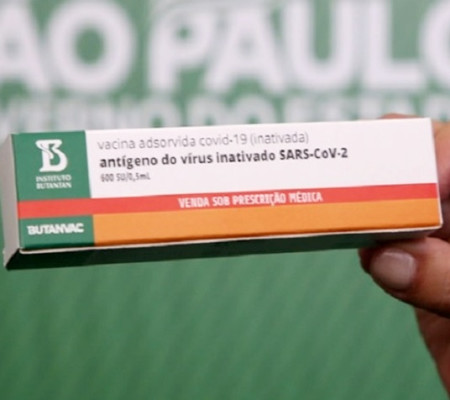 ÃO PAULO
vacina adsorvida covid-19 (inativada)
antígeno do vírus inativado SARS-CoV-2
600 SU/0,5mL
INSTITUTO
BUTANTAN
VENDA SOB PRESCRIÇÃO MÉDICA
BUTANVAC